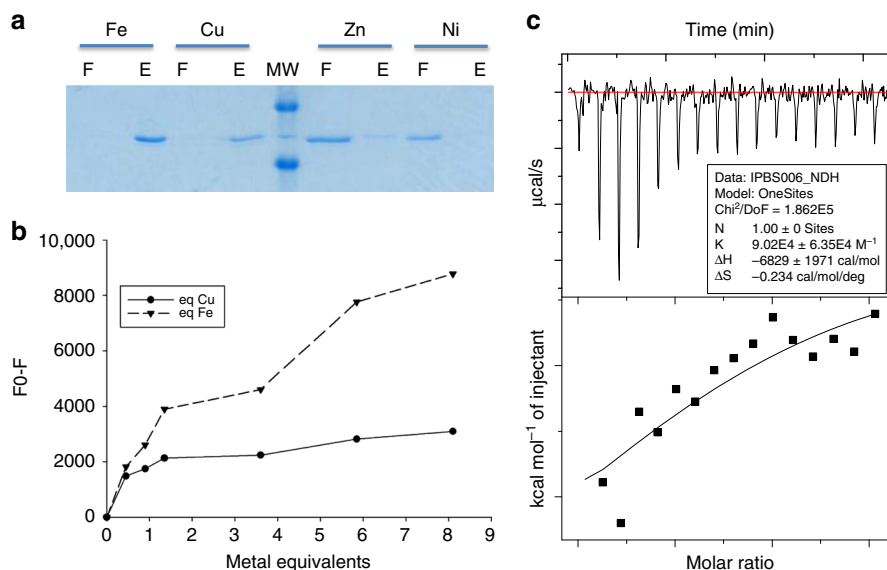 a
Fe Cu Zn Ni
F E F E MW F E F E
b
10,000
8000
6000
4000
2000
0
F0-F
eq Cu
eq Fe
0 1 2 3 4 5 6 7 8 9
Metal equivalents
c
Time (min)
µcal/s
Data: IPBS006_NDH
Model: OneSites
Chi²/DoF = 1.862E5
N 1.00 ± 0 Sites
K 9.02E4 ± 6.35E4 M⁻¹
ΔH −6829 ± 1971 cal/mol
ΔS −0.234 cal/mol/deg
kcal mol⁻¹ of injectant
Molar ratio